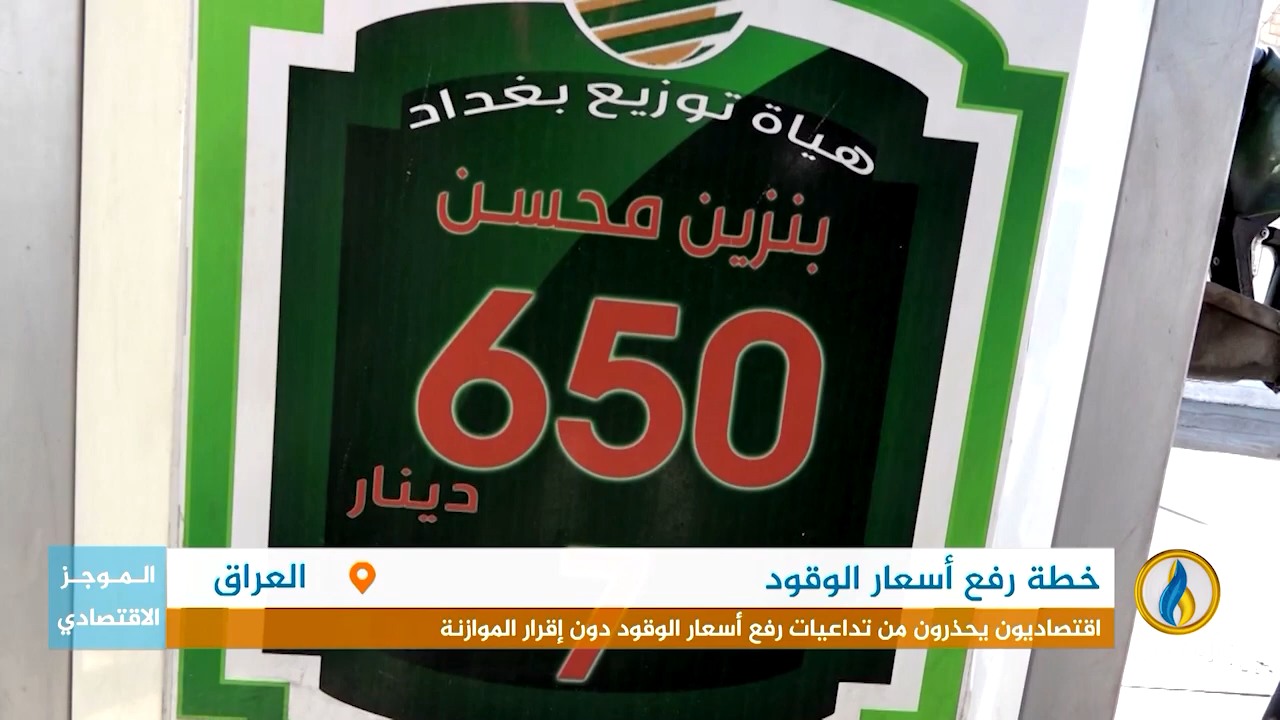 هياة توزيع بغداد
بنزين محسن
650
دينار
7
خطة رفع أسعار الوقود
العراق
الموجز
الاقتصادي
اقتصاديون يحذرون من تداعيات رفع أسعار الوقود دون إقرار الموازنة